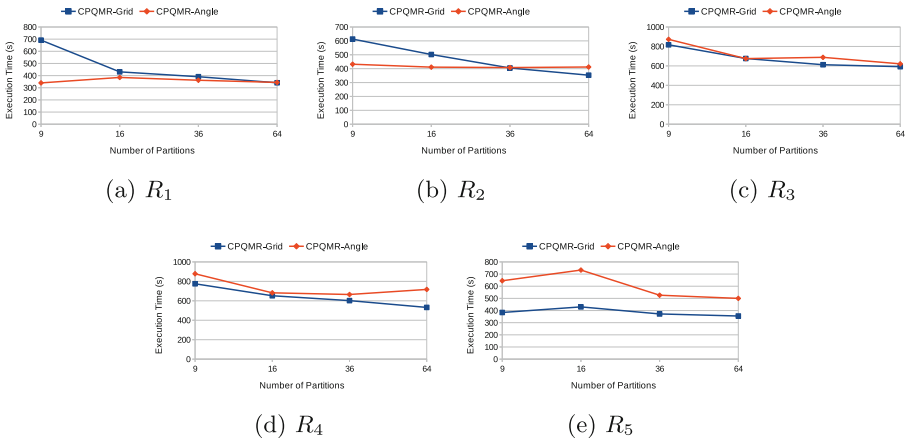 CPQMR-Grid CPQMR-Angle
Execution Time (s)
800
700
600
500
400
300
200
100
0
9 16 36 64
Number of Partitions
(a) R1
CPQMR-Grid CPQMR-Angle
Execution Time (s)
700
600
500
400
300
200
100
0
9 16 36 64
Number of Partitions
(b) R2
CPQMR-Grid CPQMR-Angle
Execution Time (s)
1000
800
600
400
200
0
9 16 36 64
Number of Partitions
(c) R3
CPQMR-Grid CPQMR-Angle
Execution Time (s)
1000
800
600
400
200
0
9 16 36 64
Number of Partitions
(d) R4
CPQMR-Grid CPQMR-Angle
Execution Time (s)
800
700
600
500
400
300
200
100
0
9 16 36 64
Number of Partitions
(e) R5